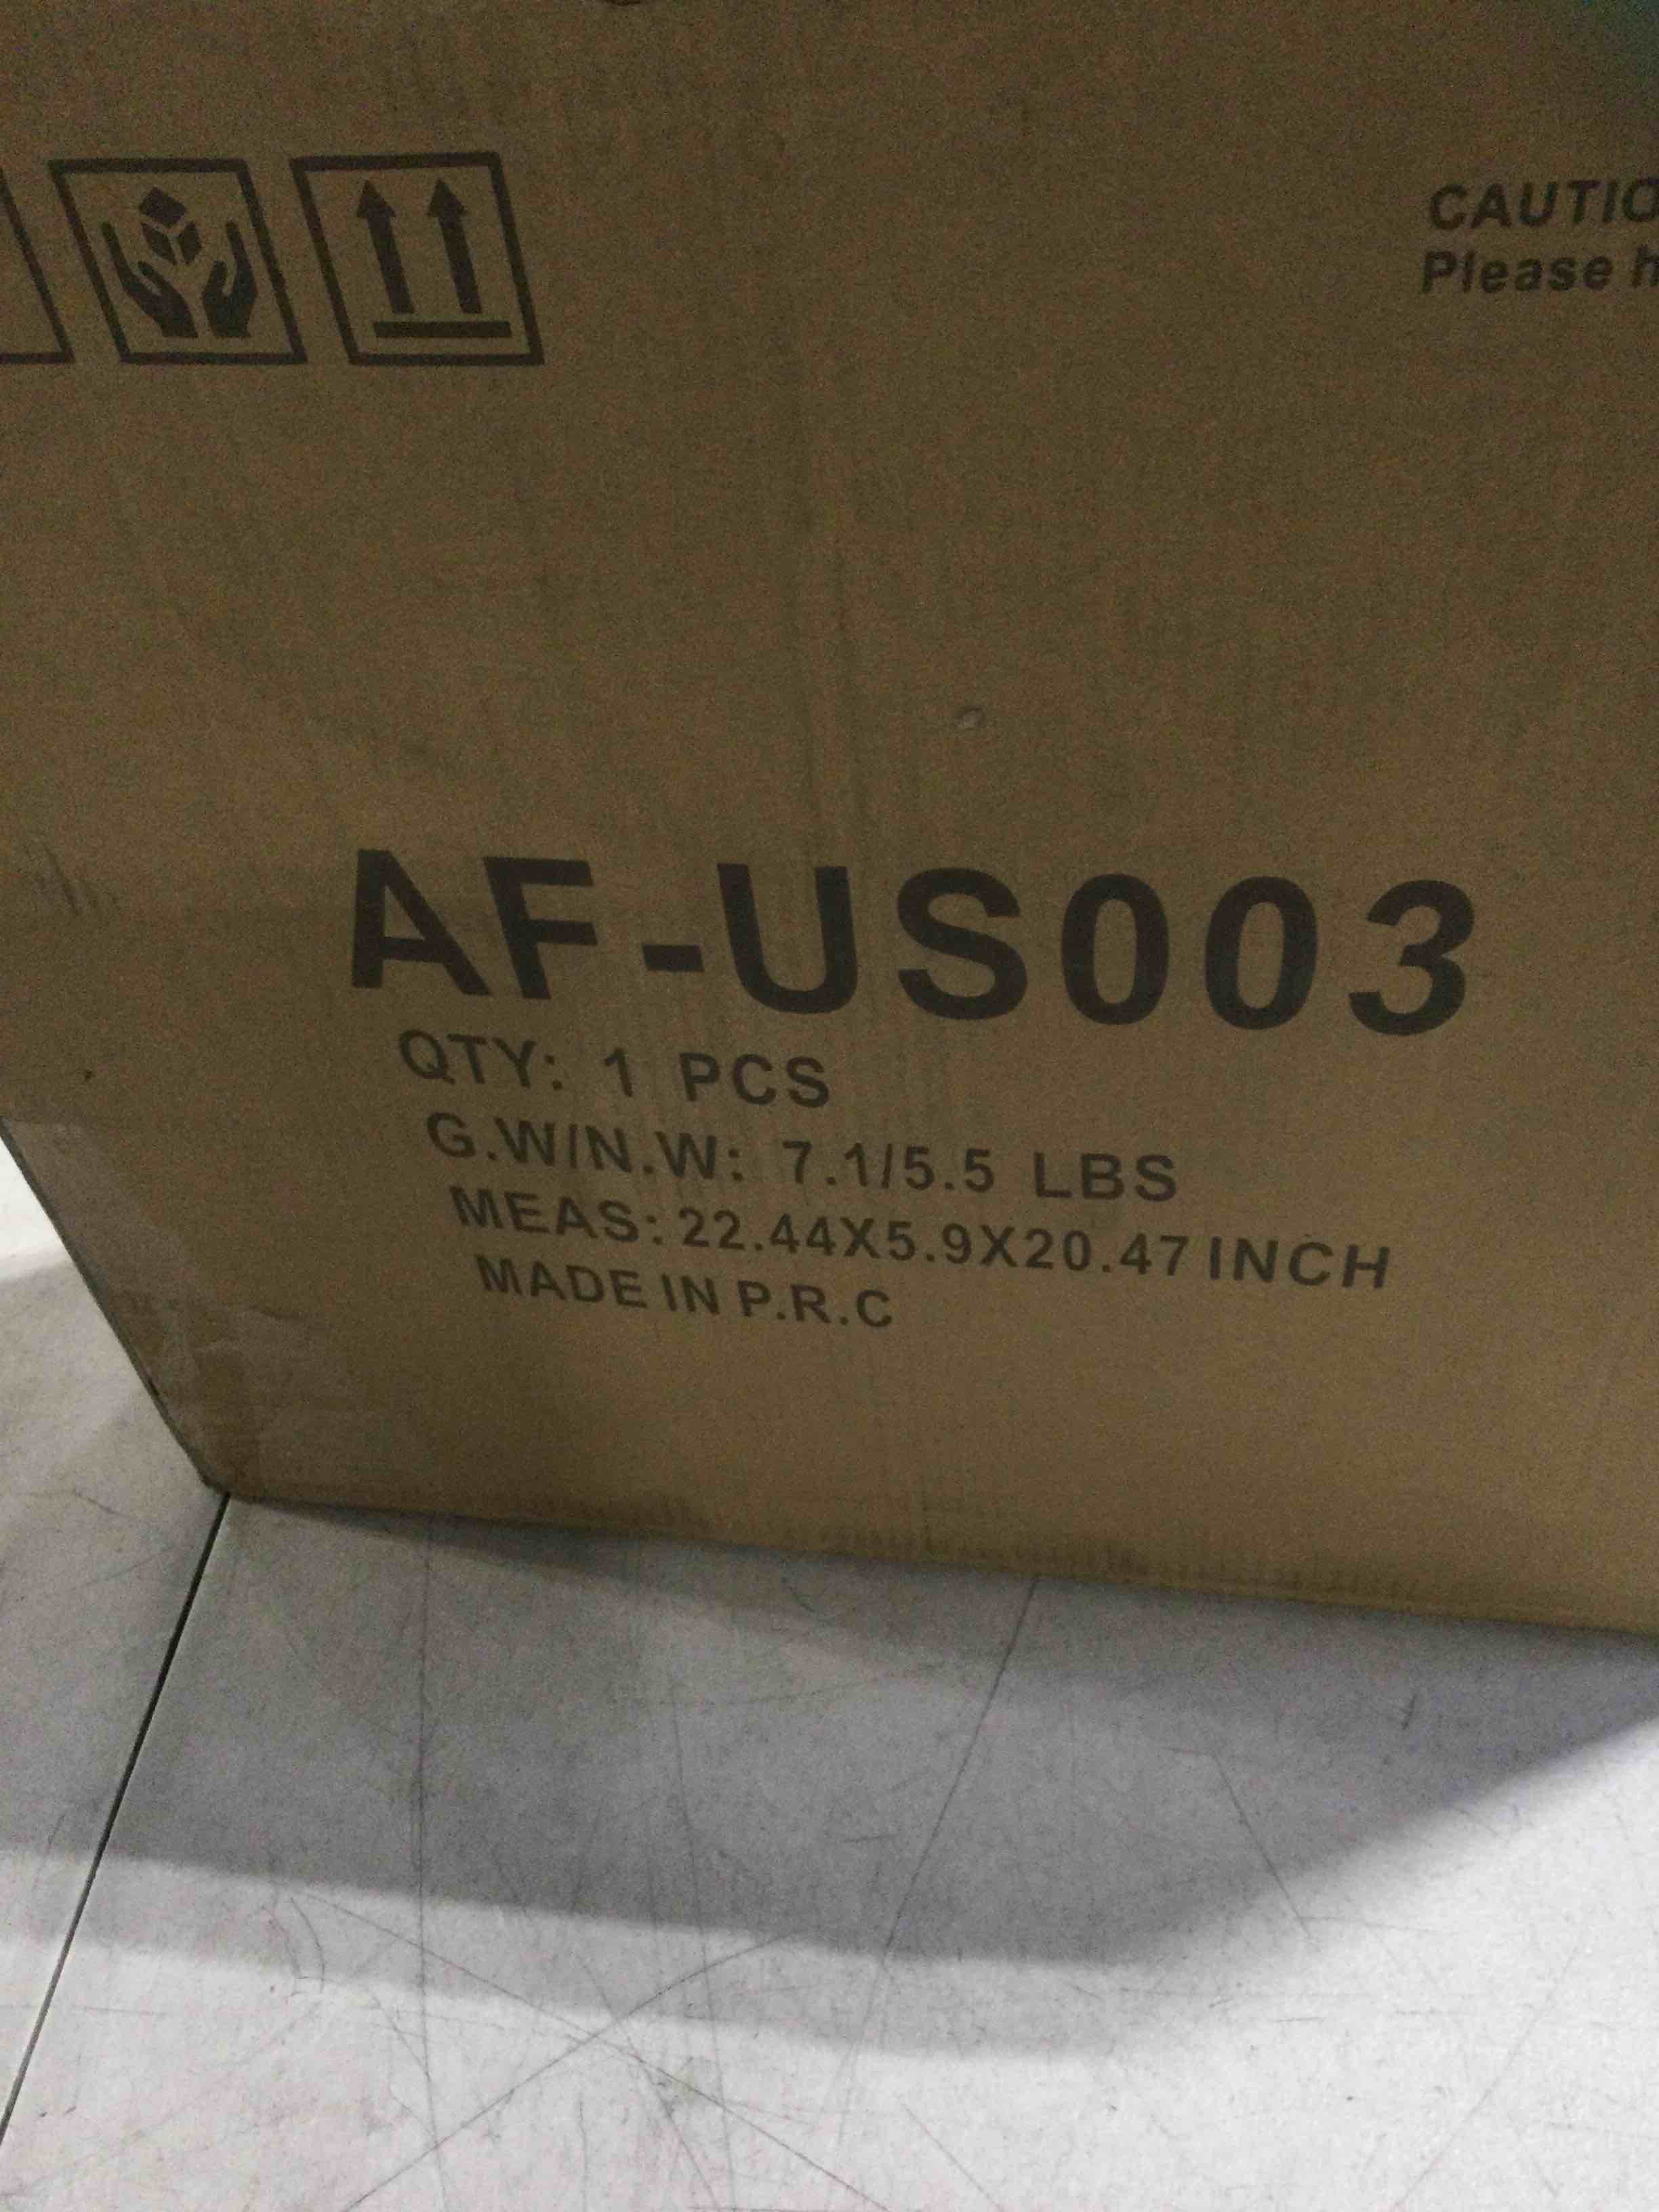 CAUTIO
Please h
AF-US003
QTY: 1 PCS
G.W/N.W: 7.1/5.5 LBS
MEAS: 22.44X5.9X20.47 INCH
MADE IN P.R.C